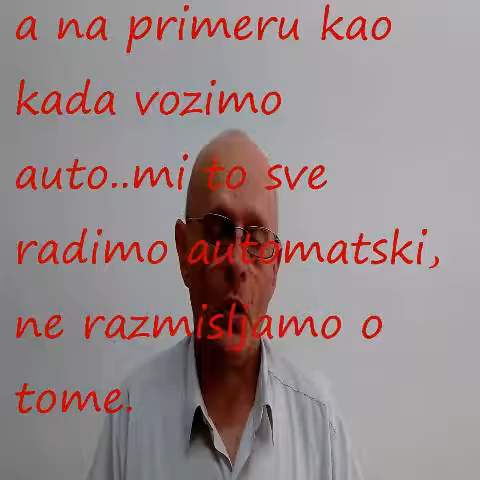 a na primeru kao
kada vozimo
auto..mi to sve
radimo automatski,
ne razmisljamo o
tome.